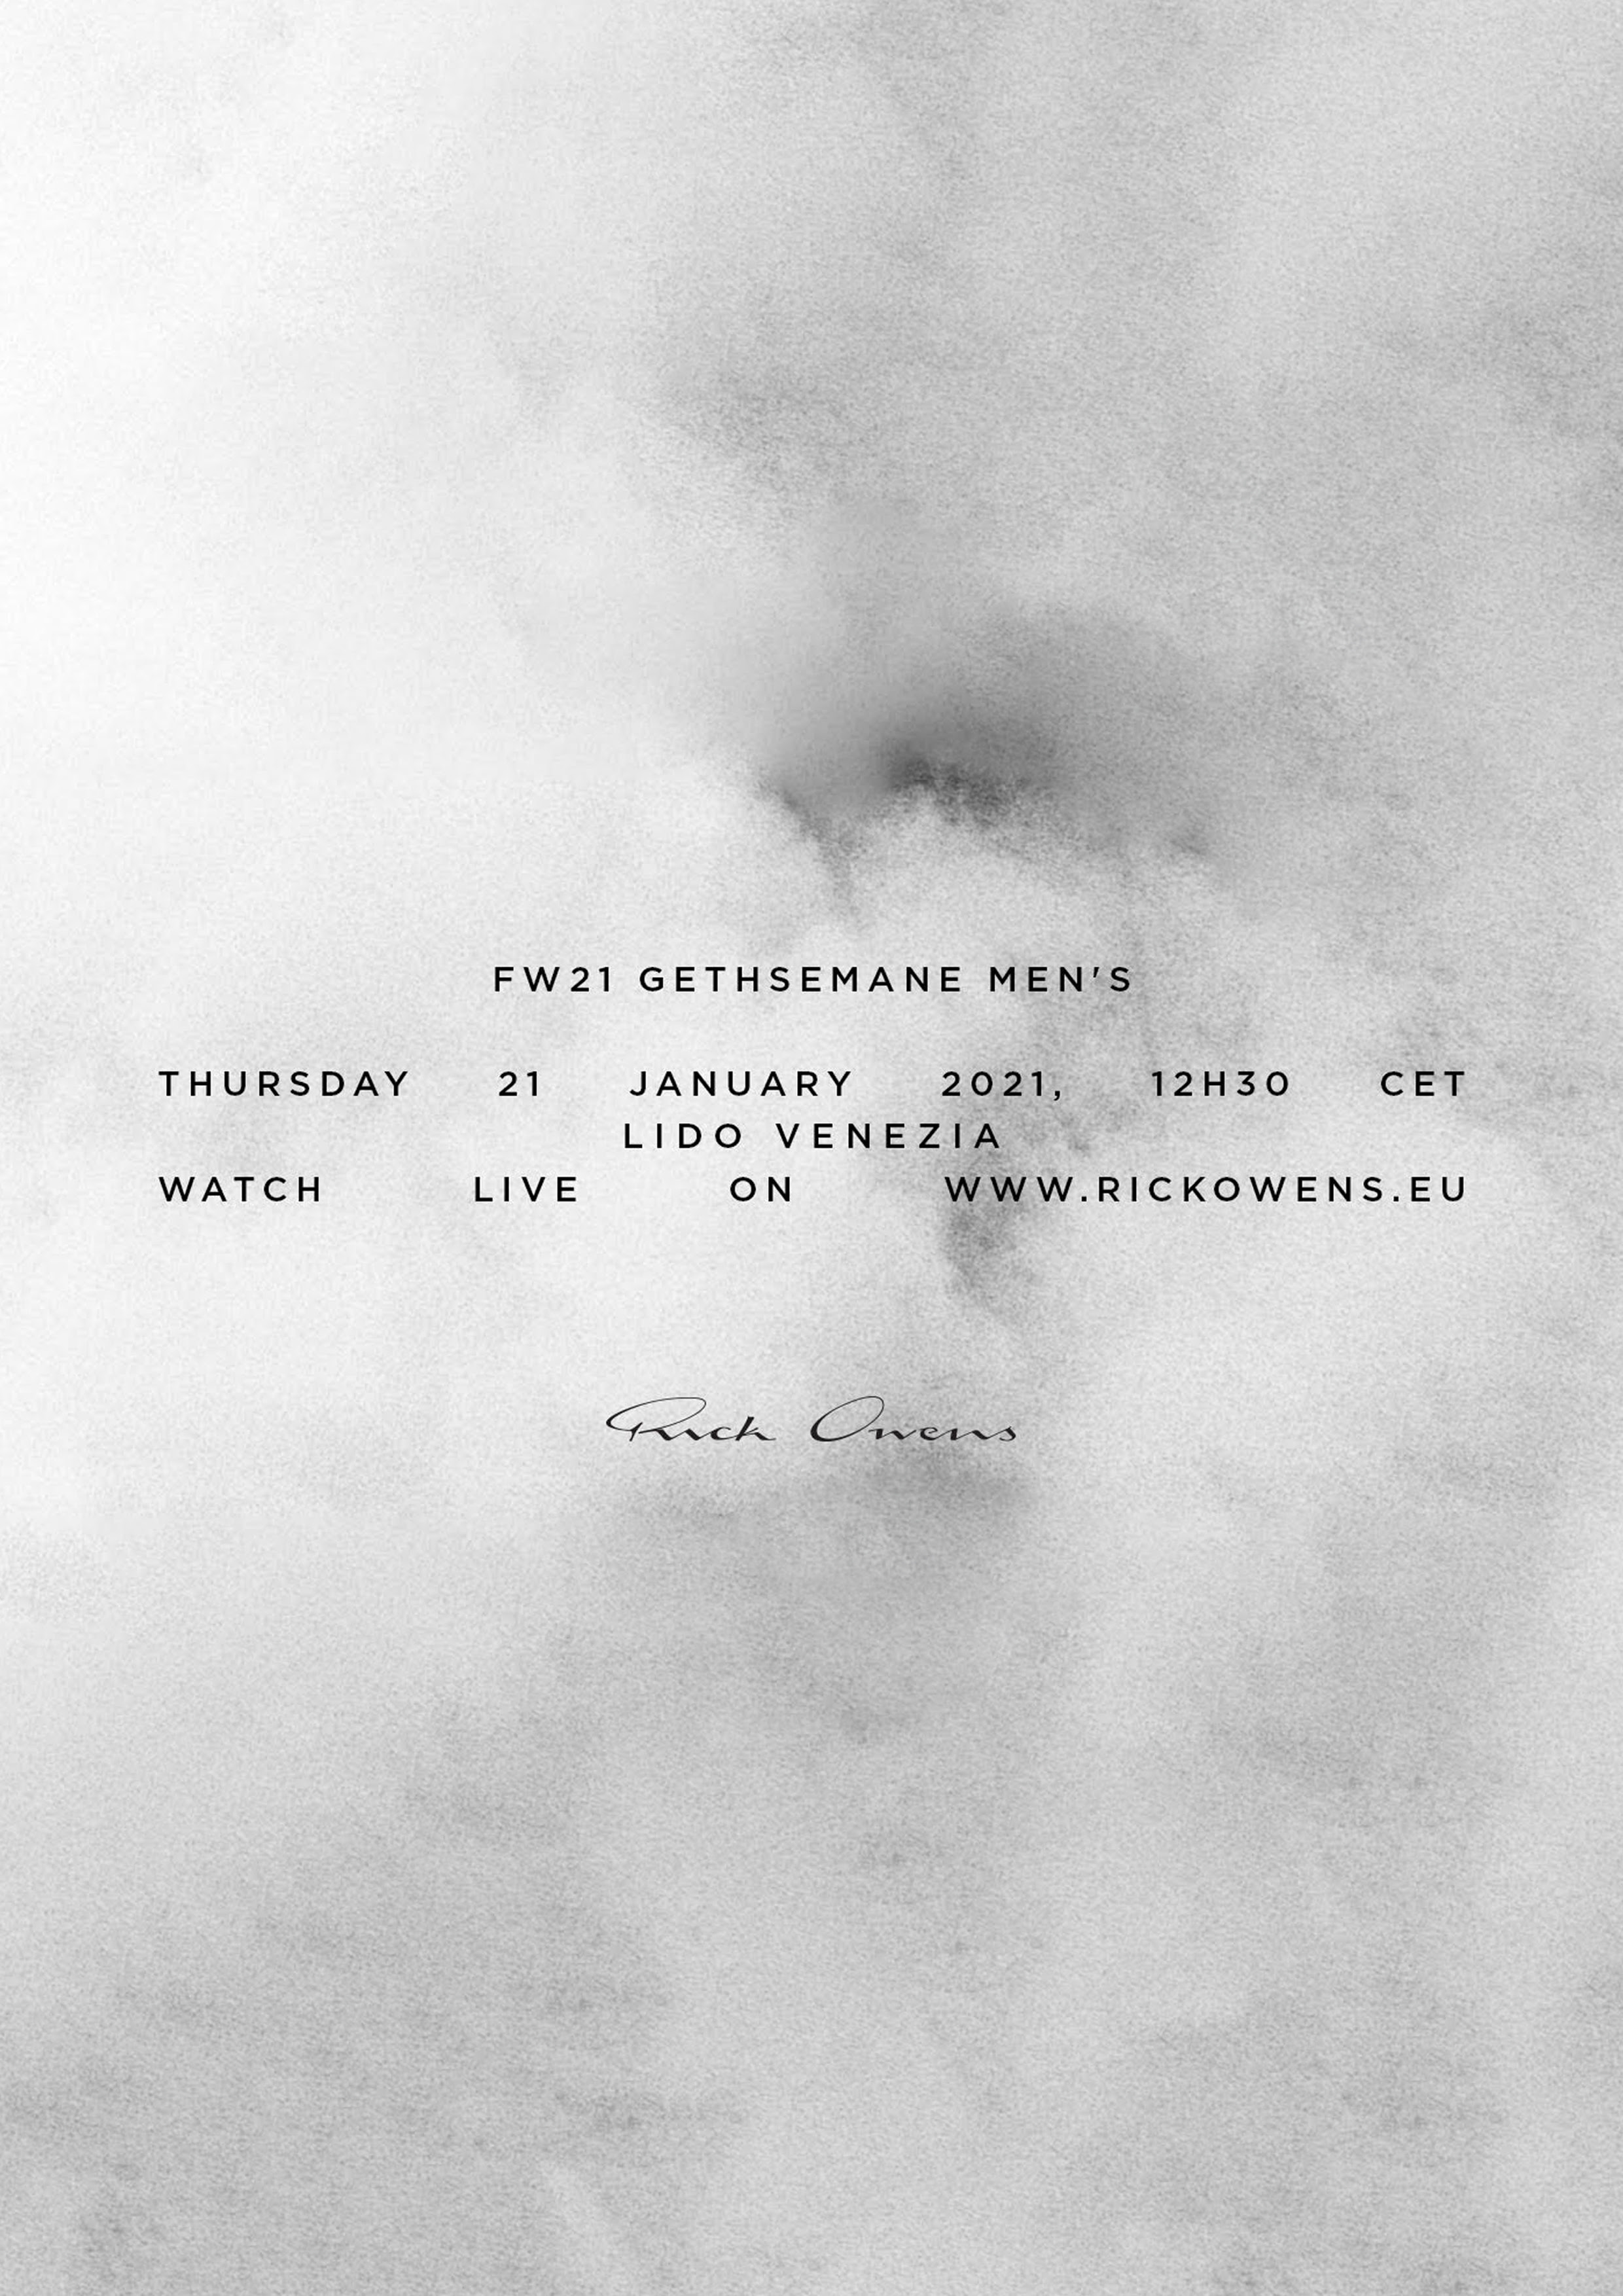 FW21 GETHSEMANE MEN'S
THURSDAY 21 JANUARY 2021, 12H30 CET
LIDO VENEZIA
WATCH LIVE ON WWW.RICKOWENS.EU
Rick Owens